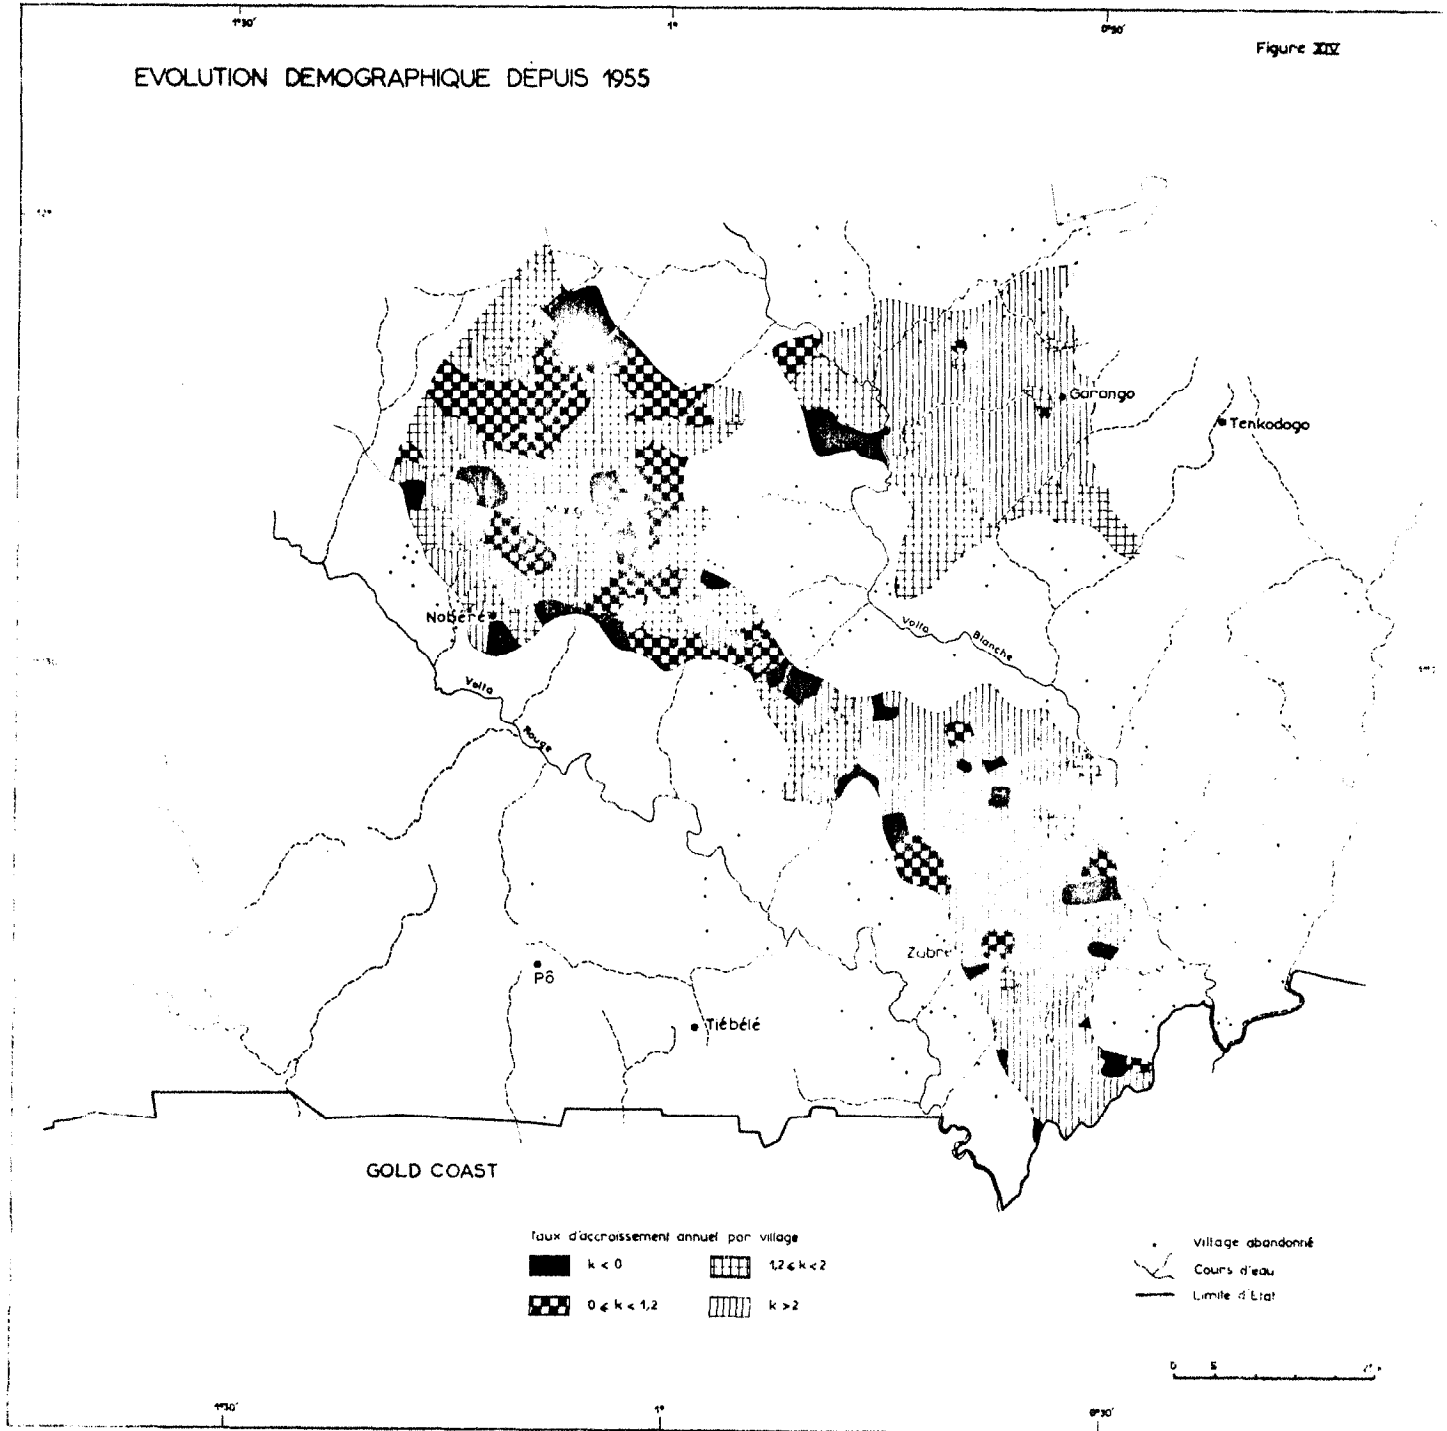 1°30'
1°
0°30'
Figure XIV
EVOLUTION DEMOGRAPHIQUE DEPUIS 1955
12°
Garango
Tenkodogo
Nobéré
Volta
Blanche
Volta
Rouge
Zabré
Pô
Tiébélé
GOLD COAST
Taux d'accroissement annuel par village
k < 0
1,2 ⩽ k < 2
0 ⩽ k < 1,2
k > 2
Village abandonné
Cours d'eau
Limite d'Etat
0 5
1°30'
1°
0°30'